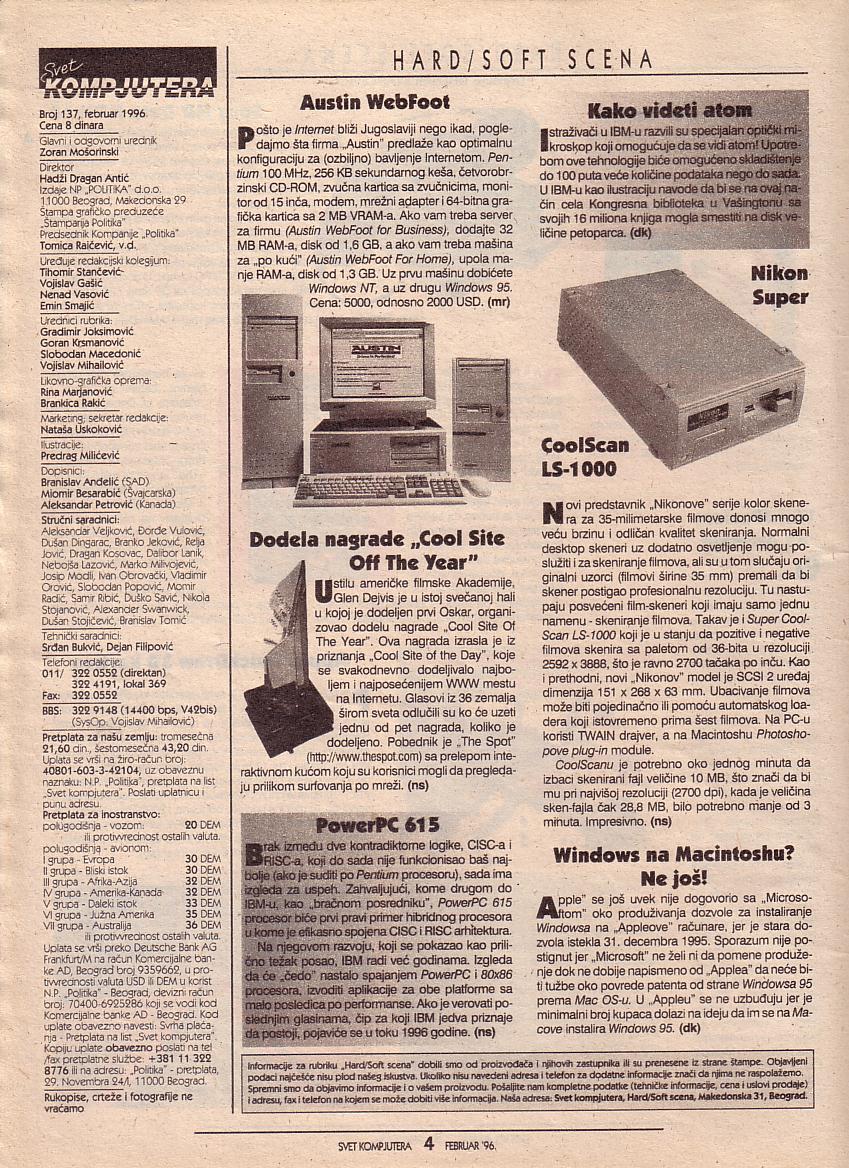 HARD/SOFT SCENA
Svet
KOMPJUTERA
Broj 137, februar 1996.
Cena 8 dinara
Glavni i odgovorni urednik
Zoran Mošorinski
Direktor
Hadži Dragan Antić
Izdaje NP „POLITIKA" d.o.o.
11000 Beograd, Makedonska 29
Štampa grafičko preduzeće
„Štamparija Politika"
Predsednik Kompanije „Politika"
Tomica Raičević, v.d.
Uređuje redakcijski kolegijum:
Tihomir Stančević
Vojislav Gašić
Nenad Vasović
Emin Smajić
Urednici rubrika:
Gradimir Joksimović
Goran Krsmanović
Slobodan Macedonić
Vojislav Mihailović
Likovno-grafička oprema:
Rina Marjanović
Brankica Rakić
Marketing, sekretar redakcije:
Nataša Uskoković
Ilustracije:
Predrag Milićević
Dopisnici:
Branislav Anđelić (SAD)
Miomir Besarabić (Švajcarska)
Aleksandar Petrović (Kanada)
Stručni saradnici:
Aleksandar Veljković, Đorđe Vulović,
Dušan Dingarac, Branko Jeković, Relja
Jović, Dragan Kosovac, Dalibor Lanik,
Nebojša Lazović, Marko Milivojević,
Josip Modli, Ivan Obrovački, Vladimir
Orović, Slobodan Popović, Momir
Radić, Samir Ribić, Duško Savić, Nikola
Stojanović, Alexander Swanwick,
Dušan Stojičević, Branislav Tomić
Tehnički saradnici:
Srđan Bukvić, Dejan Filipović
Telefoni redakcije:
011/ 322 0552 (direktan)
322 4191, lokal 369
Fax: 322 0552
BBS: 322 9148 (14400 bps, V42bis)
(SysOp: Vojislav Mihailović)
Pretplata za našu zemlju: tromesečna
21,60 din., šestomesečna 43,20 din.
Uplata se vrši na žiro-račun broj:
40801-603-3-42104, uz obaveznu
naznaku: N.P. „Politika", pretplata na list
„Svet kompjutera". Poslati uplatnicu i
punu adresu.
Pretplata za inostranstvo:
polugodišnja - vozom: 20 DEM
ili protivvrednost ostalih valuta.
polugodišnja - avionom:
I grupa - Evropa 30 DEM
II grupa - Bliski istok 30 DEM
III grupa - Afrika-Azija 32 DEM
IV grupa - Amerika-Kanada 32 DEM
V grupa - Daleki istok 33 DEM
VI grupa - Južna Amerika 35 DEM
VII grupa - Australija 36 DEM
ili protivvrednost ostalih valuta.
Uplata se vrši preko Deutsche Bank AG
Frankfurt/M na račun Komercijalne ban-
ke AD, Beograd broj 9359662, u pro-
tivvrednosti valuta USD ili DEM u korist
N.P. „Politika" - Beograd, devizni račun
broj: 70400-6925286 koji se vodi kod
Komercijalne banke AD - Beograd. Kod
uplate obavezno navesti: Svrha plaća-
nja - Pretplata na list „Svet kompjutera".
Kopiju uplate obavezno poslati na tel
/fax pretplatne službe: +381 11 322
8776 ili na adresu: „Politika" - pretplata,
29. Novembra 24/I, 11000 Beograd.
Rukopise, crteže i fotografije ne
vraćamo
Austin WebFoot
Pošto je Internet bliži Jugoslaviji nego ikad, pogle-
dajmo šta firma „Austin" predlaže kao optimalnu
konfiguraciju za (ozbiljno) bavljenje Internetom. Pen-
tium 100 MHz, 256 KB sekundarnog keša, četvorobr-
zinski CD-ROM, zvučna kartica sa zvučnicima, moni-
tor od 15 inča, modem, mrežni adapter i 64-bitna gra-
fička kartica sa 2 MB VRAM-a. Ako vam treba server
za firmu (Austin WebFoot for Business), dodajte 32
MB RAM-a, disk od 1,6 GB, a ako vam treba mašina
za „po kući" (Austin WebFoot For Home), upola ma-
nje RAM-a, disk od 1,3 GB. Uz prvu mašinu dobićete
Windows NT, a uz drugu Windows 95.
Cena: 5000, odnosno 2000 USD. (mr)
AUSTIN
Dodela nagrade „Cool Site
Off The Year"
Ustilu američke filmske Akademije,
Glen Dejvis je u istoj svečanoj hali
u kojoj je dodeljen prvi Oskar, organi-
zovao dodelu nagrade „Cool Site Of
The Year". Ova nagrada izrasla je iz
priznanja „Cool Site of the Day", koje
se svakodnevno dodeljivalo najbo-
ljem i najposećenijem WWW mestu
na Internetu. Glasovi iz 36 zemalja
širom sveta odlučili su ko će uzeti
jednu od pet nagrada, koliko je
dodeljeno. Pobednik je „The Spot"
(http://www.thespot.com) sa prelepom inte-
raktivnom kućom koju su korisnici mogli da pregleda-
ju prilikom surfovanja po mreži. (ns)
PowerPC 615
Brak između dve kontradiktorne logike, CISC-a i
RISC-a, koji do sada nije funkcionisao baš naj-
bolje (ako je suditi po Pentium procesoru), sada ima
izgleda za uspeh. Zahvaljujući, kome drugom do
IBM-u, kao „bračnom posredniku", PowerPC 615
procesor biće prvi pravi primer hibridnog procesora
u kome je efikasno spojena CISC i RISC arhitektura.
Na njegovom razvoju, koji se pokazao kao prili-
čno težak posao, IBM radi već godinama. Izgleda
da će „čedo" nastalo spajanjem PowerPC i 80x86
procesora, izvoditi aplikacije za obe platforme sa
malo posledica po performanse. Ako je verovati po-
slednjim glasinama, čip za koji IBM jedva priznaje
da postoji, pojaviće se u toku 1996 godine. (ns)
Kako videti atom
Istraživači u IBM-u razvili su specijalan optički mi-
kroskop koji omogućuje da se vidi atom! Upotre-
bom ove tehnologije biće omogućeno skladištenje
do 100 puta veće količine podataka nego do sada.
U IBM-u kao ilustraciju navode da bi se na ovaj na-
čin cela Kongresna biblioteka u Vašingtonu sa
svojih 16 miliona knjiga mogla smestiti na disk ve-
ličine petoparca. (dk)
Nikon
Super
CoolScan
LS-1000
Novi predstavnik „Nikonove" serije kolor skene-
ra za 35-milimetarske filmove donosi mnogo
veću brzinu i odličan kvalitet skeniranja. Normalni
desktop skeneri uz dodatno osvetljenje mogu po-
služiti i za skeniranje filmova, ali su u tom slučaju ori-
ginalni uzorci (filmovi širine 35 mm) premali da bi
skener postigao profesionalnu rezoluciju. Tu nastu-
paju posvećeni film-skeneri koji imaju samo jednu
namenu - skeniranje filmova. Takav je i Super Cool-
Scan LS-1000 koji je u stanju da pozitive i negative
filmova skenira sa paletom od 36-bita u rezoluciji
2592 x 3888, što je ravno 2700 tačaka po inču. Kao
i prethodni, novi „Nikonov" model je SCSI 2 uređaj
dimenzija 151 x 268 x 63 mm. Ubacivanje filmova
može biti pojedinačno ili pomoću automatskog loa-
dera koji istovremeno prima šest filmova. Na PC-u
koristi TWAIN drajver, a na Macintoshu Photosho-
pove plug-in module.
CoolScanu je potrebno oko jednog minuta da
izbaci skenirani fajl veličine 10 MB, što znači da bi
mu pri najvišoj rezoluciji (2700 dpi), kada je veličina
sken-fajla čak 28,8 MB, bilo potrebno manje od 3
minuta. Impresivno. (ns)
Windows na Macintoshu?
Ne još!
Apple" se još uvek nije dogovorio sa „Microso-
ftom" oko produživanja dozvole za instaliranje
Windowsa na „Appleove" računare, jer je stara do-
zvola istekla 31. decembra 1995. Sporazum nije po-
stignut jer „Microsoft" ne želi ni da pomene produže-
nje dok ne dobije napismeno od „Applea" da neće bi-
ti tužbe oko povrede patenta od strane Windowsa 95
prema Mac OS-u. U „Appleu" se ne uzbuđuju jer je
minimalni broj kupaca dolazi na ideju da im se na Ma-
cove instalira Windows 95. (dk)
Informacije za rubriku „Hard/Soft scena" dobili smo od proizvođača i njihovih zastupnika ili su prenesene iz strane štampe. Objavljeni
podaci najčešće nisu plod našeg iskustva. Ukoliko nisu navedeni adresa i telefon za dodatne informacije znači da njima ne raspolažemo.
Spremni smo da objavimo informacije i o vašem proizvodu. Pošaljite nam kompletne podatke (tehničke informacije, cena i uslovi prodaje)
i adresu, fax i telefon na kojem se može dobiti više informacija. Naša adresa: Svet kompjutera, Hard/Soft scena, Makedonska 31, Beograd.
SVET KOMPJUTERA 4 FEBRUAR '96.